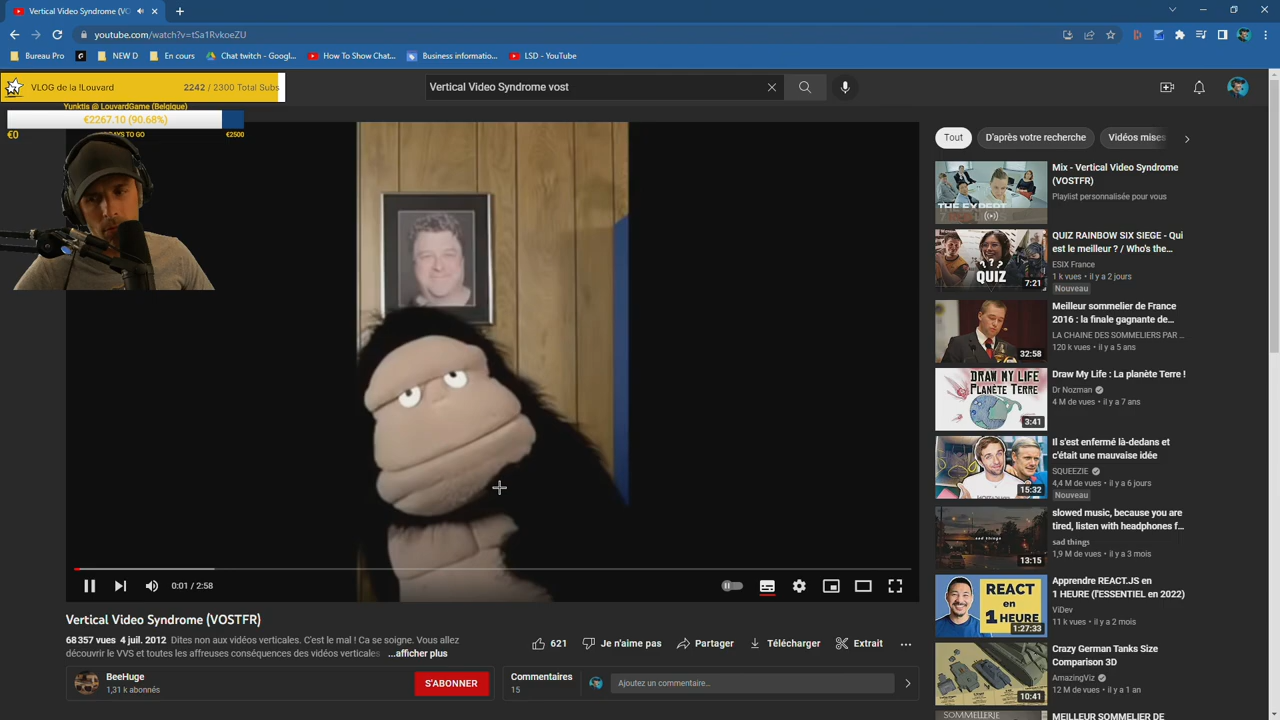 Vertical Video Syndrome (VO
youtube.com/watch?v=tSa1RvkoeZU
Bureau Pro
NEW D
En cours
Chat twitch - Googl...
How To Show Chat...
Business informatio...
LSD - YouTube
VLOG de la !Louvard 2242 / 2300 Total Subs
Yunktis @ LouvardGame (Belgique)
€2267.10 (90.68%)
€0 DAYS TO GO €2500
Vertical Video Syndrome vost
Tout
D'après votre recherche
Vidéos mises
THE EXPERT
Mix - Vertical Video Syndrome
(VOSTFR)
Playlist personnalisée pour vous
QUIZ
7:21
QUIZ RAINBOW SIX SIEGE - Qui
est le meilleur ? / Who's the...
ESIX France
1 k vues • il y a 2 jours
Nouveau
32:58
Meilleur sommelier de France
2016 : la finale gagnante de...
LA CHAINE DES SOMMELIERS PAR ...
120 k vues • il y a 5 ans
DRAW MY LIFE
PLANÈTE TERRE
3:41
Draw My Life : La planète Terre !
Dr Nozman
4 M de vues • il y a 7 ans
15:32
Il s'est enfermé là-dedans et
c'était une mauvaise idée
SQUEEZIE
4,4 M de vues • il y a 6 jours
Nouveau
sad things
13:15
slowed music, because you are
tired, listen with headphones f...
sad things
1,9 M de vues • il y a 3 mois
REACT
en
1 HEURE
1:27:33
Apprendre REACT.JS en
1 HEURE (l'ESSENTIEL en 2022)
ViDev
11 k vues • il y a 2 mois
10:41
Crazy German Tanks Size
Comparison 3D
AmazingViz
12 M de vues • il y a 1 an
SOMMELLERIE
MEILLEUR SOMMELIER DE
0:01 / 2:58
Vertical Video Syndrome (VOSTFR)
68 357 vues 4 juil. 2012 Dites non aux vidéos verticales. C'est le mal ! Ca se soigne. Vous allez
découvrir le VVS et toutes les affreuses conséquences des vidéos verticales ...afficher plus
621
Je n'aime pas
Partager
Télécharger
Extrait
BeeHuge
1,31 k abonnés
S'ABONNER
Commentaires
15
Ajoutez un commentaire...